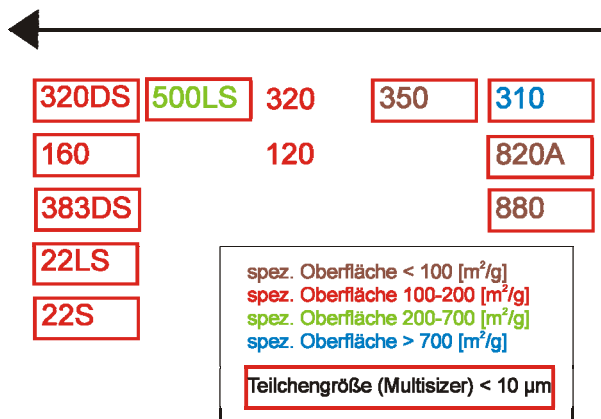 320DS 500LS 320 350 310
160 120 820A
383DS 880
22LS
22S
spez. Oberfläche < 100 [m²/g]
spez. Oberfläche 100-200 [m²/g]
spez. Oberfläche 200-700 [m²/g]
spez. Oberfläche > 700 [m²/g]
Teilchengröße (Multisizer) < 10 µm